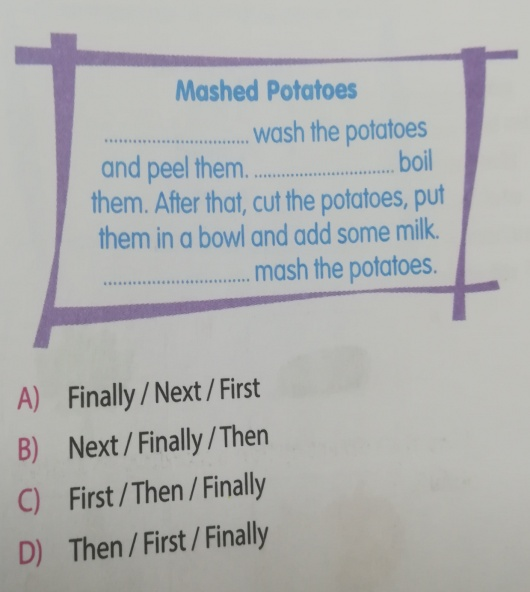 Mashed Potatoes
............................ wash the potatoes
and peel them. ............................ boil
them. After that, cut the potatoes, put
them in a bowl and add some milk.
............................ mash the potatoes.
A) Finally / Next / First
B) Next / Finally / Then
C) First / Then / Finally
D) Then / First / Finally